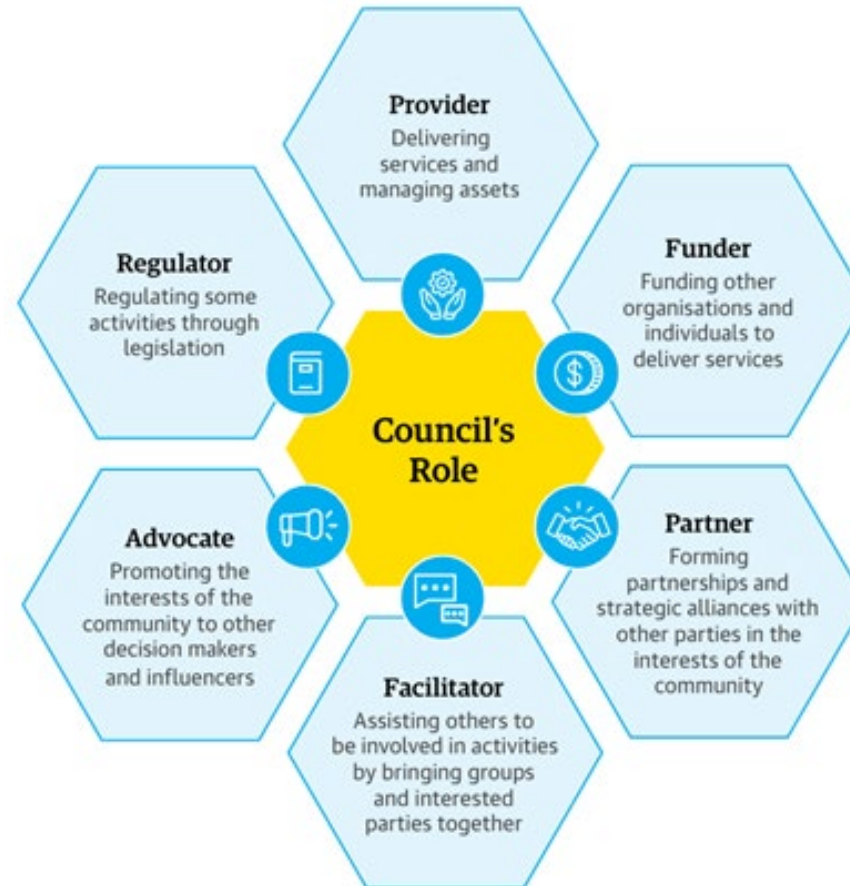 Provider
Delivering
services and
managing assets
Funder
Funding other
organisations and
individuals to
deliver services
Partner
Forming
partnerships and
strategic alliances with
other parties in the
interests of the
community
Facilitator
Assisting others to
be involved in activities
by bringing groups
and interested
parties together
Advocate
Promoting the
interests of the
community to other
decision makers
and influencers
Regulator
Regulating some
activities through
legislation
Council's
Role
$